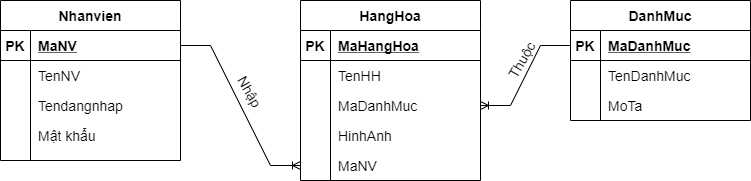 Nhanvien
PK MaNV
TenNV
Tendangnhap
Mật khẩu
Nhập
HangHoa
PK MaHangHoa
TenHH
MaDanhMuc
HinhAnh
MaNV
Thuộc
DanhMuc
PK MaDanhMuc
TenDanhMuc
MoTa